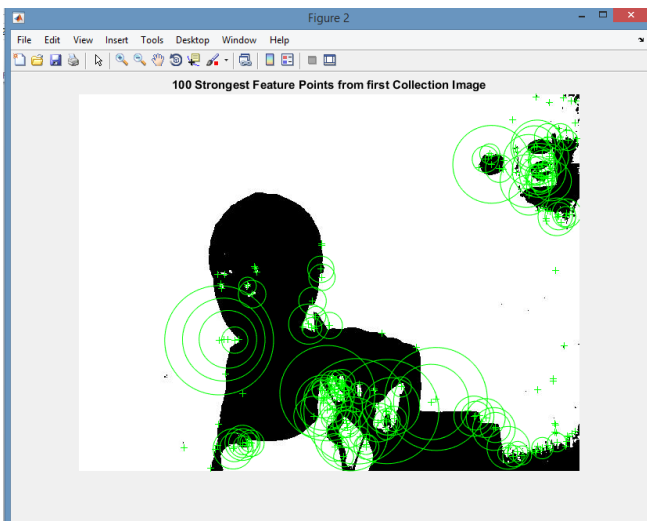 Figure 2
File Edit View Insert Tools Desktop Window Help
100 Strongest Feature Points from first Collection Image